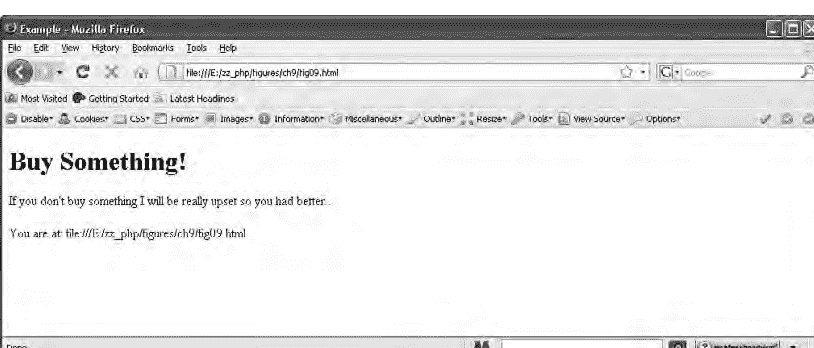 Example - Mozilla Firefox
File Edit View History Bookmarks Tools Help
file:///E:/zz_php/figures/ch9/fig09.html Google
Most Visited Getting Started Latest Headlines
Disable Cookies CSS Forms Images Information Miscellaneous Outline Resize Tools View Source Options
Buy Something!
If you don't buy something I will be really upset so you had better.
You are at: file:///E:/zz_php/figures/ch9/fig09.html
Done